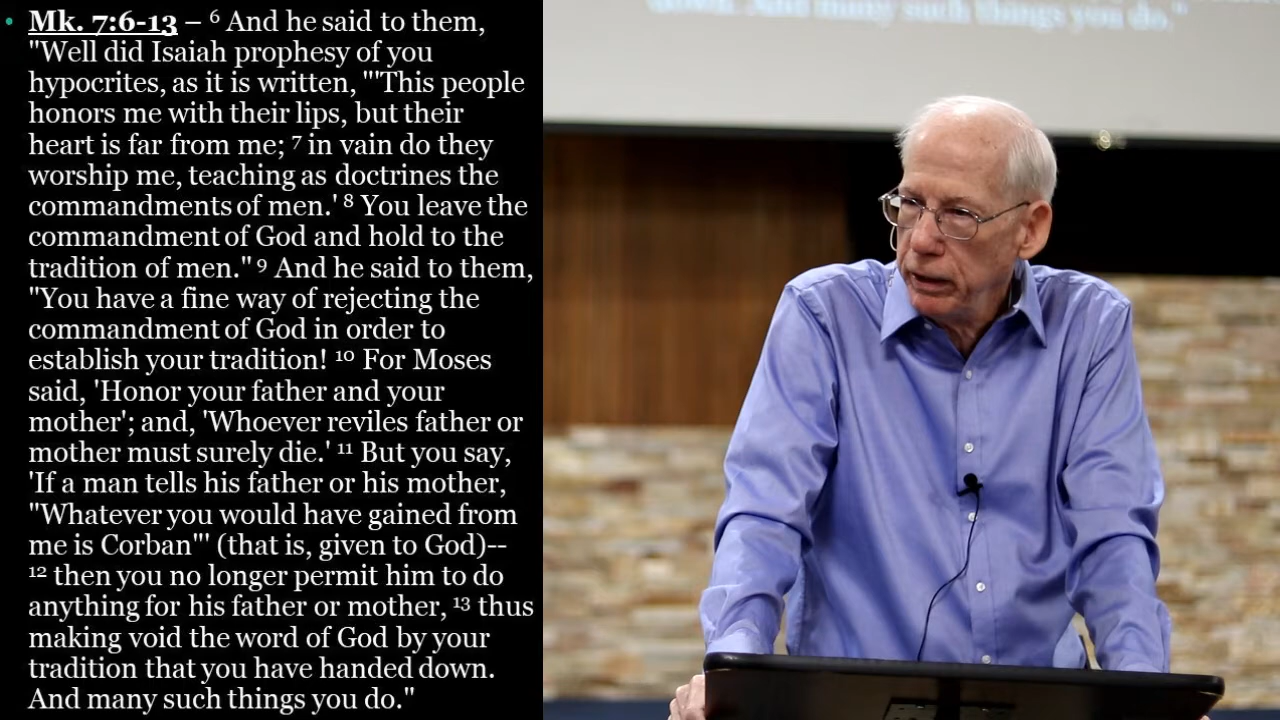 • Mk. 7:6-13 – ⁶ And he said to them,
"Well did Isaiah prophesy of you
hypocrites, as it is written, "'This people
honors me with their lips, but their
heart is far from me; ⁷ in vain do they
worship me, teaching as doctrines the
commandments of men.' ⁸ You leave the
commandment of God and hold to the
tradition of men." ⁹ And he said to them,
"You have a fine way of rejecting the
commandment of God in order to
establish your tradition! ¹⁰ For Moses
said, 'Honor your father and your
mother'; and, 'Whoever reviles father or
mother must surely die.' ¹¹ But you say,
'If a man tells his father or his mother,
"Whatever you would have gained from
me is Corban"' (that is, given to God)--
¹² then you no longer permit him to do
anything for his father or mother, ¹³ thus
making void the word of God by your
tradition that you have handed down.
And many such things you do."
down. And many such things you do."